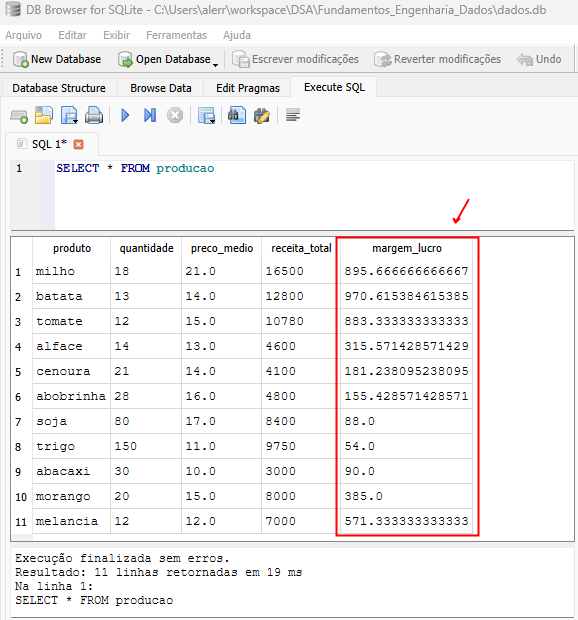 DB Browser for SQLite - C:\Users\alerr\workspace\DSA\Fundamentos_Engenharia_Dados\dados.db
Arquivo Editar Exibir Ferramentas Ajuda
New Database Open Database Escrever modificações Reverter modificações Undo
Database Structure Browse Data Edit Pragmas Execute SQL
SQL 1*
1 SELECT * FROM producao
produto quantidade preco_medio receita_total margem_lucro
1 milho 18 21.0 16500 895.666666666667
2 batata 13 14.0 12800 970.615384615385
3 tomate 12 15.0 10780 883.333333333333
4 alface 14 13.0 4600 315.571428571429
5 cenoura 21 14.0 4100 181.238095238095
6 abobrinha 28 16.0 4800 155.428571428571
7 soja 80 17.0 8400 88.0
8 trigo 150 11.0 9750 54.0
9 abacaxi 30 10.0 3000 90.0
10 morango 20 15.0 8000 385.0
11 melancia 12 12.0 7000 571.333333333333
Execução finalizada sem erros.
Resultado: 11 linhas retornadas em 19 ms
Na linha 1:
SELECT * FROM producao